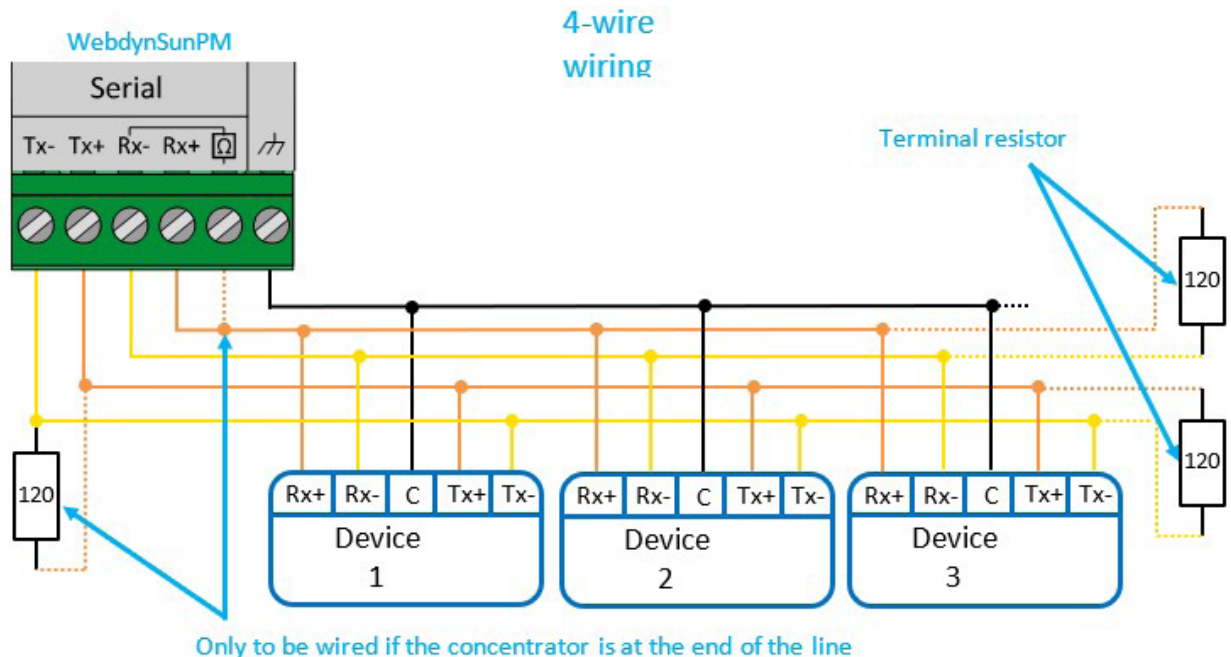 4-wire
wiring
WebdynSunPM
Serial
Tx- Tx+ Rx- Rx+ Ω
Terminal resistor
120
120
120
Rx+ Rx- C Tx+ Tx-
Device
1
Rx+ Rx- C Tx+ Tx-
Device
2
Rx+ Rx- C Tx+ Tx-
Device
3
Only to be wired if the concentrator is at the end of the line